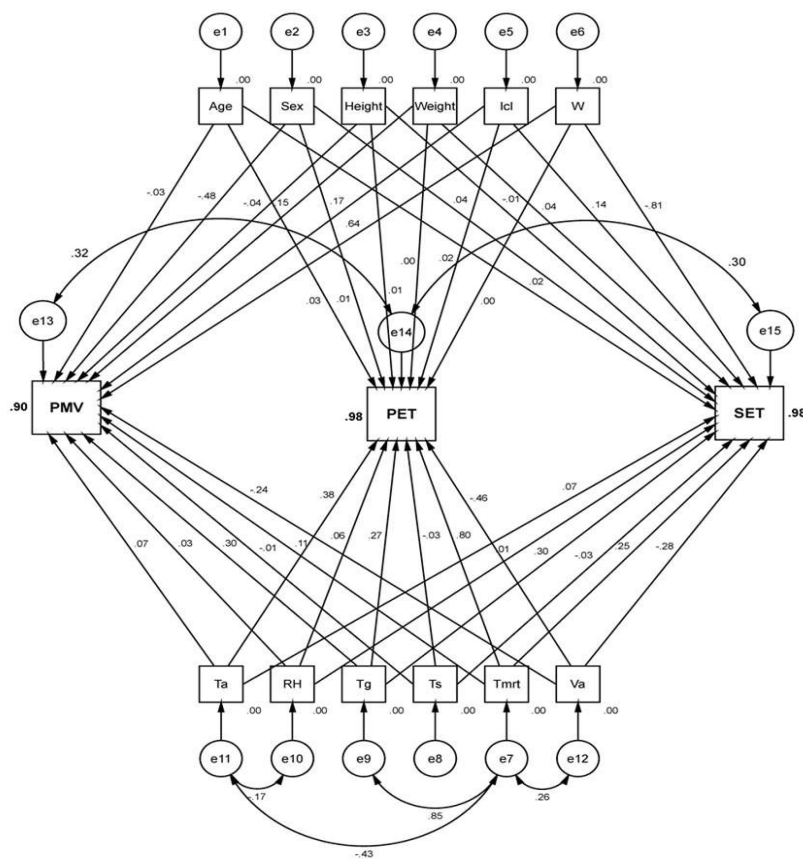 e1 e2 e3 e4 e5 e6
.00 .00 .00 .00 .00 .00
Age Sex Height Weight Icl W
-.03 -.48 -.04 .15 .17 .64 .04 -.01 .04 .14 -.81
.32 .00 .02 .30
.03 .01 .01 .00 .02
e13 e14 e15
.90 PMV .98 PET SET .98
-.24 .38 -.46 .07
.07 .03 .30 -.01 .11 .06 .27 -.03 .80 .01 .30 -.03 .25 -.28
Ta RH Tg Ts Tmrt Va
.00 .00 .00 .00 .00 .00
e11 e10 e9 e8 e7 e12
-.17 .26
.85
-.43